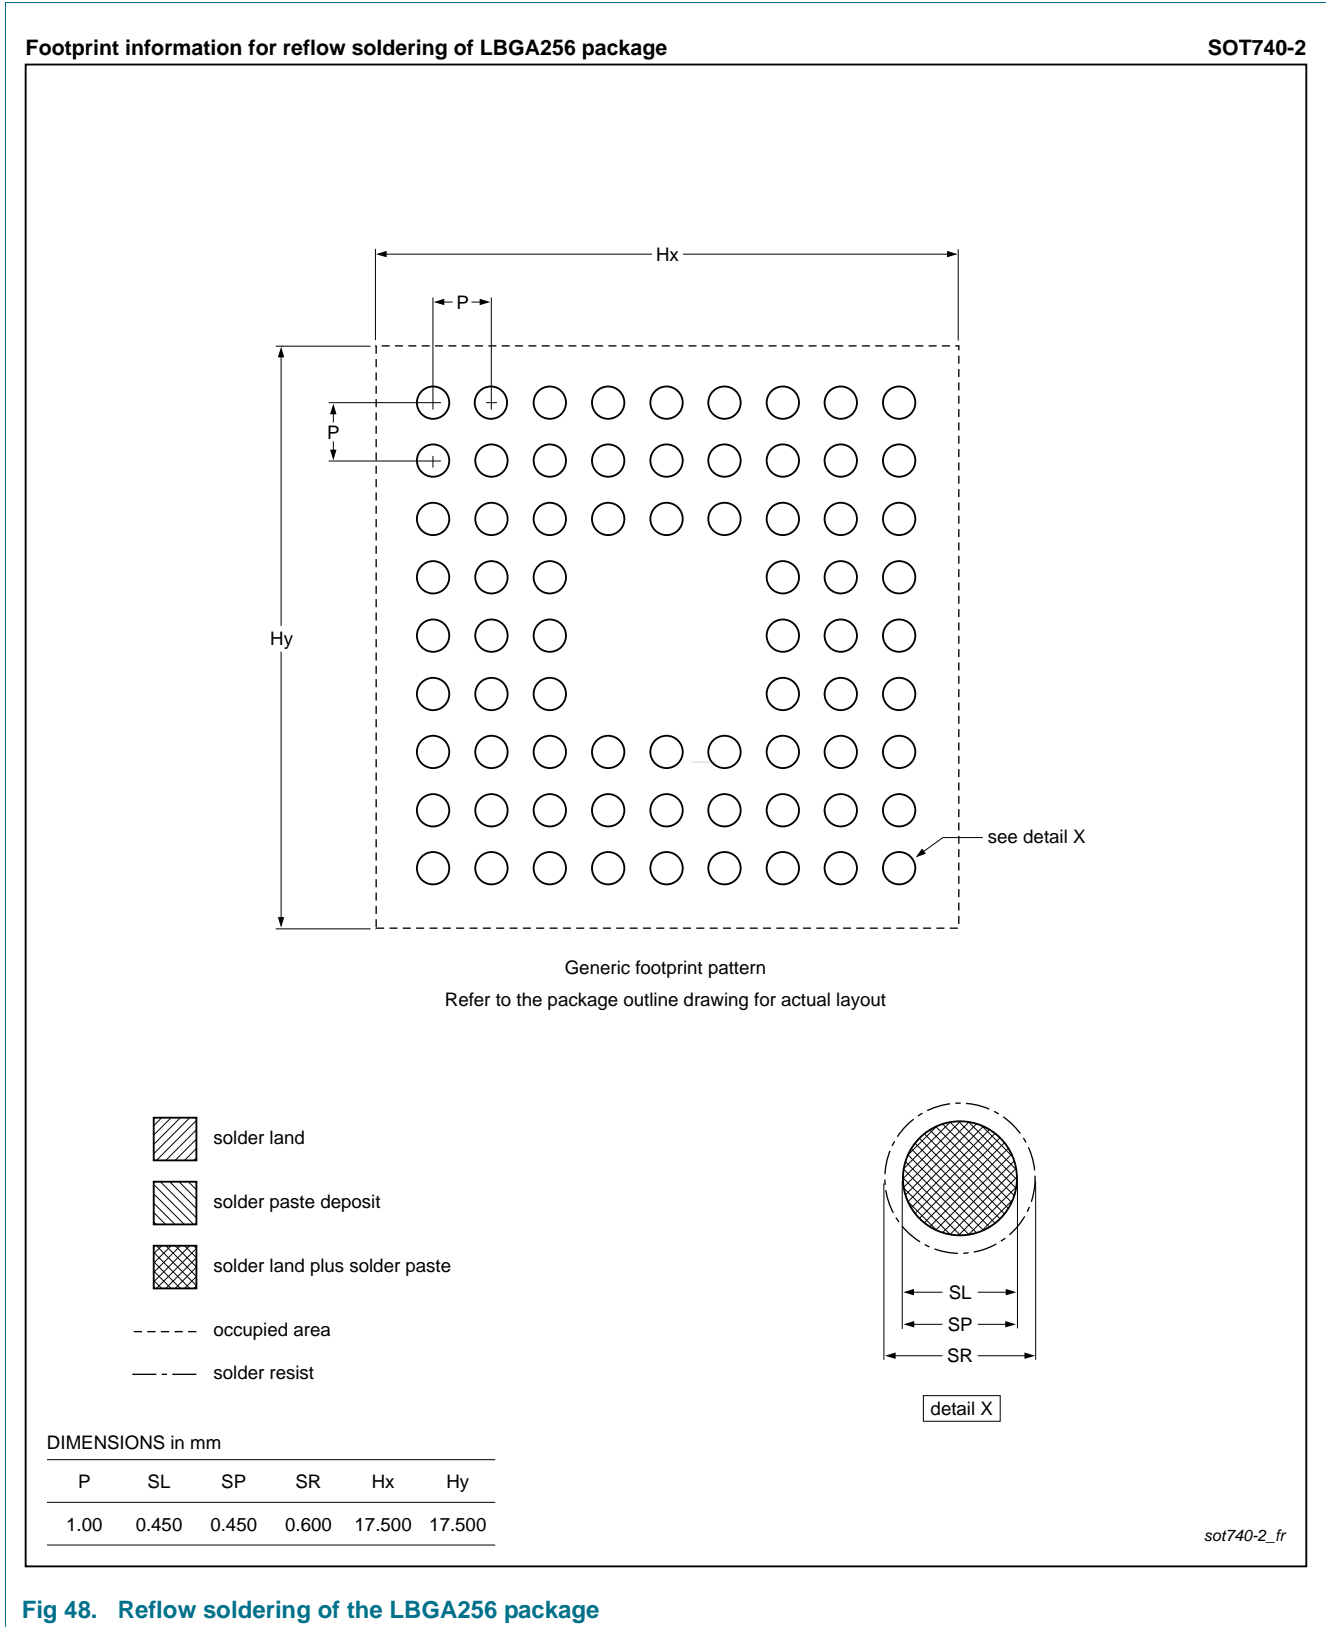 Footprint information for reflow soldering of LBGA256 package SOT740-2
Hx
P
P
Hy
see detail X
Generic footprint pattern
Refer to the package outline drawing for actual layout
solder land
solder paste deposit
solder land plus solder paste
occupied area
solder resist
SL
SP
SR
detail X
DIMENSIONS in mm
P SL SP SR Hx Hy
1.00 0.450 0.450 0.600 17.500 17.500
sot740-2_fr
Fig 48. Reflow soldering of the LBGA256 package